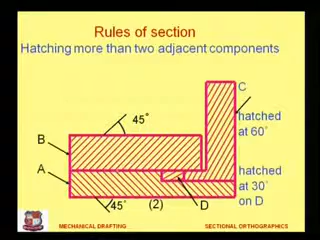 Rules of section
Hatching more than two adjacent components
C
45°
hatched
at 60°
B
A
hatched
at 30°
on D
45°
(2)
D
MECHANICAL DRAFTING
SECTIONAL ORTHOGRAPHICS